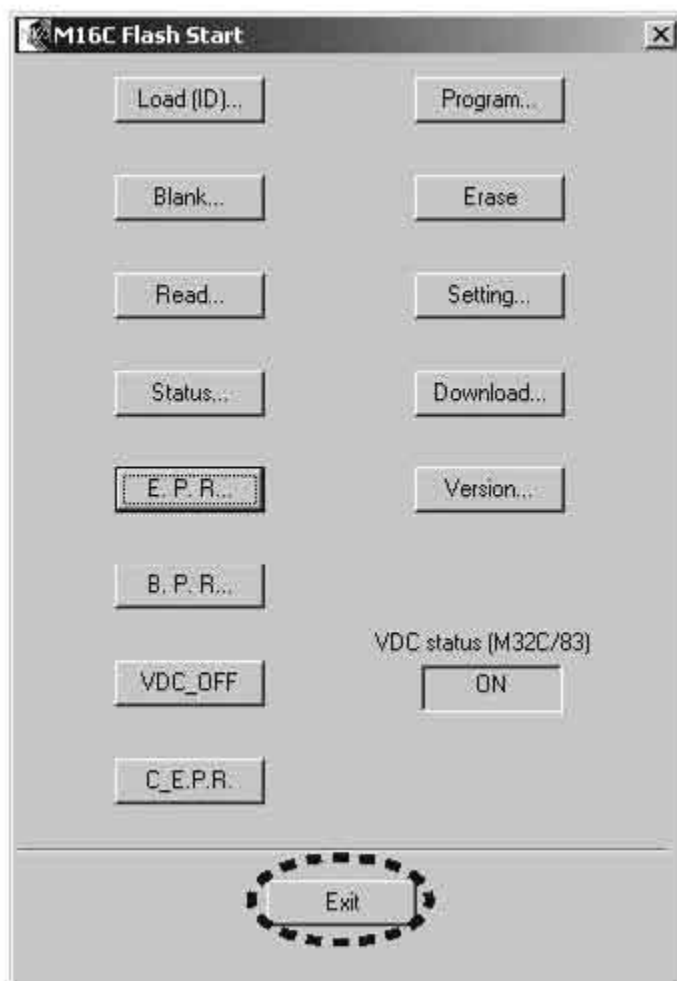 M16C Flash Start
Load (ID)... Program...
Blank... Erase
Read... Setting...
Status... Download...
E. P. R... Version...
B. P. R...
VDC status (M32C/83)
VDC_OFF ON
C_E.P.R.
Exit